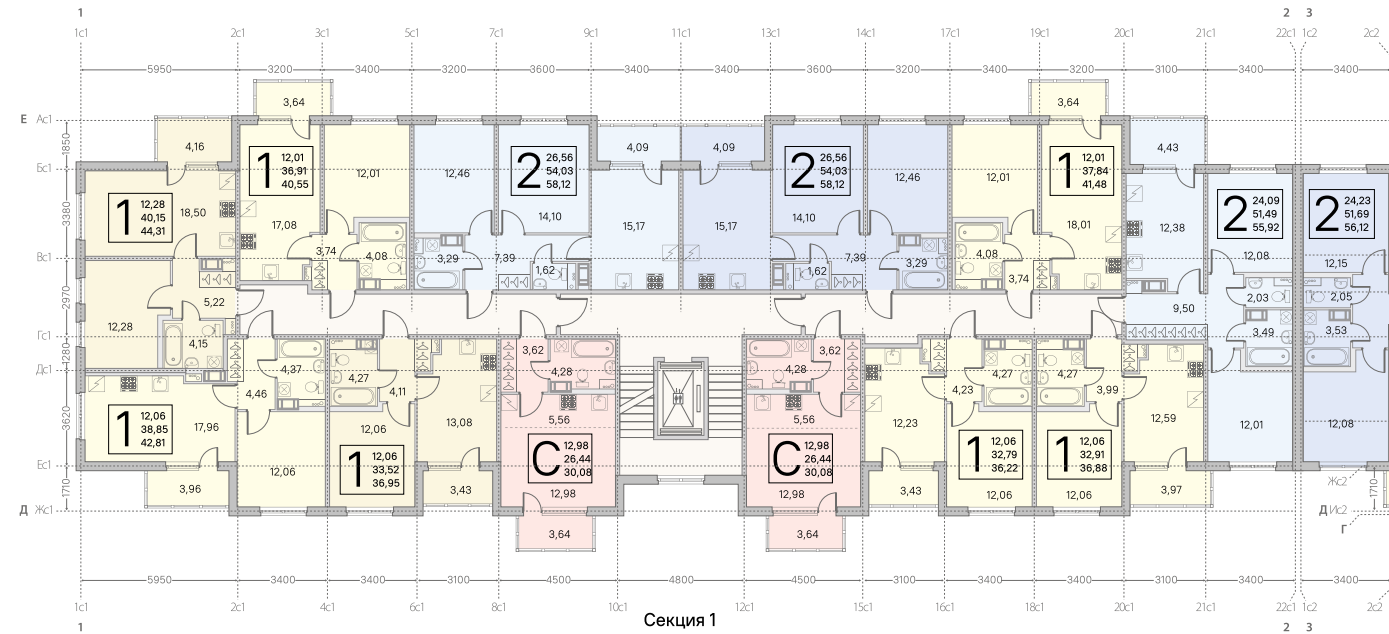 1 2 3
1с1 2с1 3с1 5с1 7с1 9с1 11с1 13с1 14с1 17с1 19с1 20с1 21с1 22с1 1с2 2с2
5950 3200 3400 3200 3600 3400 3400 3600 3200 3400 3200 3100 3400 3400
3,64 3,64
Е Ас1
1850
4,16 4,09 4,09 4,43
Бс1
1 12,01 36,91 40,55
12,01
12,46
2 26,56 54,03 58,12
2 26,56 54,03 58,12
12,46
12,01
1 12,01 37,84 41,48
1 12,28 40,15 44,31
18,50
17,08
14,10
15,17
15,17
14,10
18,01
12,38
2 24,09 51,49 55,92
2 24,23 51,69 56,12
3380
Вс1
3,74 4,08 3,29 7,39 1,62 1,62 7,39 3,29 4,08 3,74 12,08 12,15
2970
5,22 9,50 2,03 2,05
12,28
4,15 3,49 3,53
Гс1
1280
3,62 4,28 4,28 3,62
Дс1
4,46 4,37 4,27 4,11 4,23 4,27 4,27 3,99
3620
1 12,06 38,85 42,81
17,96
12,06
13,08
5,56
5,56
12,23
12,59
12,01
12,08
1 12,06 33,52 36,95
С 12,98 26,44 30,08
С 12,98 26,44 30,08
1 12,06 32,79 36,22
1 12,06 32,91 36,88
Ес1
12,06
3,96 3,43 12,98 12,98 3,43 12,06 12,06 3,97
1710
Жс2
1710
Д Жс1
Д Ис2
Г
3,64 3,64
5950 3400 3400 3100 4500 4800 4500 3100 3400 3400 3100 3400 3400
1с1 2с1 4с1 6с1 8с1 10с1 12с1 15с1 16с1 18с1 20с1 21с1 22с1 1с2 2с2
Секция 1
1 2 3